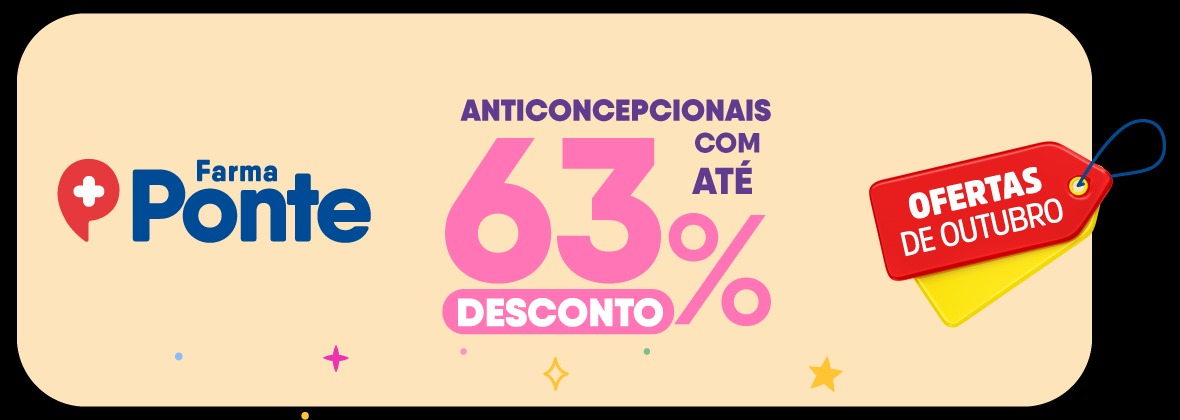 Farma
Ponte
ANTICONCEPCIONAIS
COM
ATÉ
63%
DESCONTO
OFERTAS
DE OUTUBRO